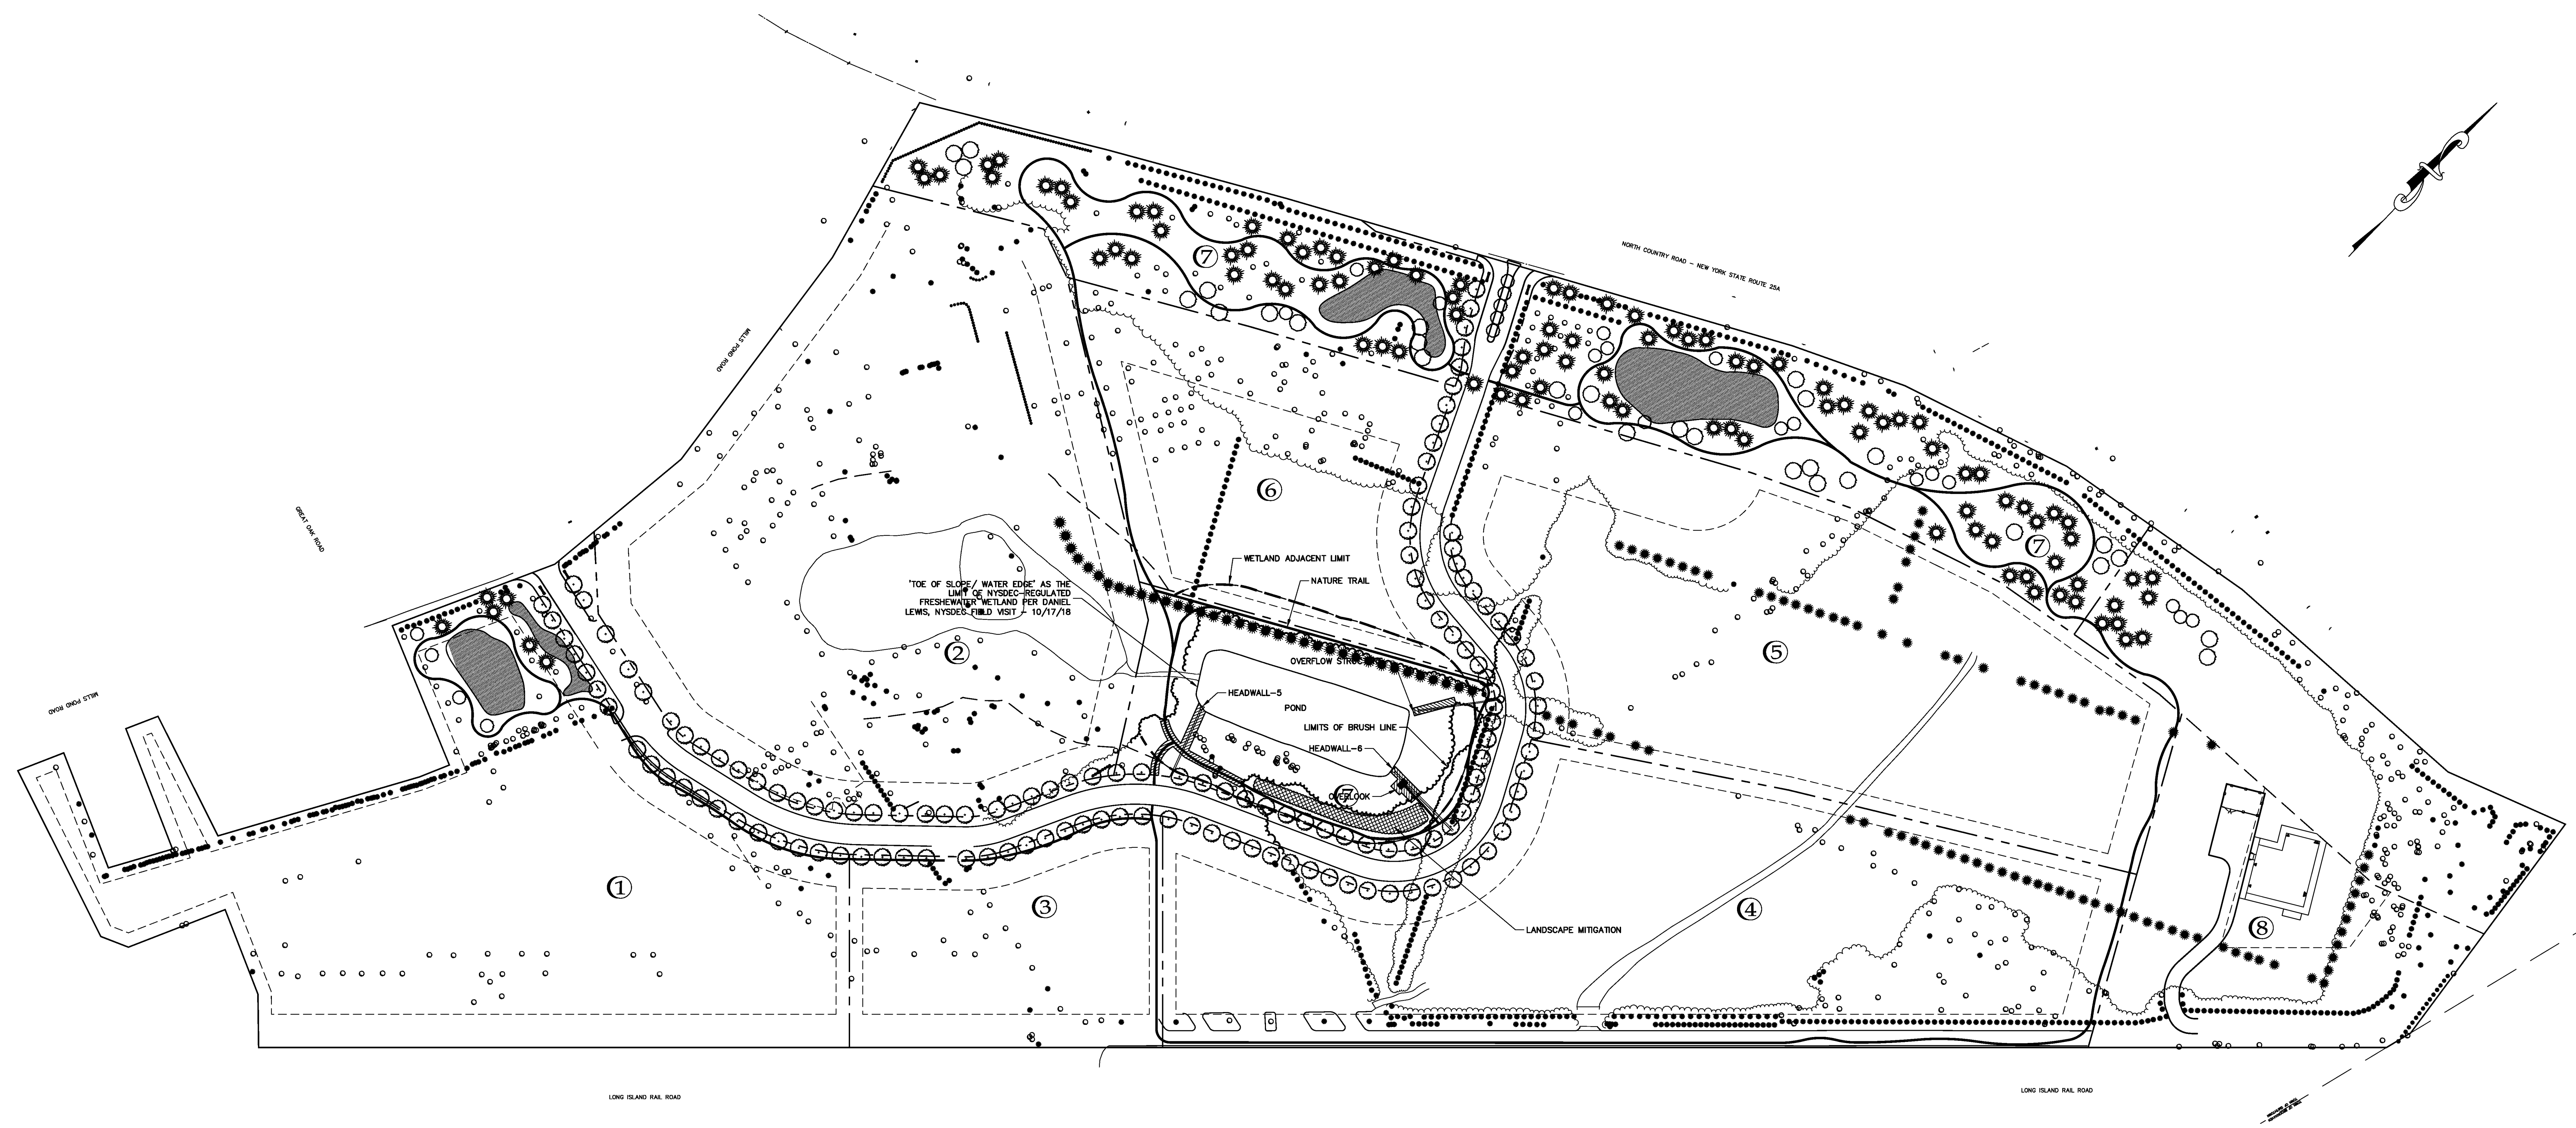 NORTH COUNTRY ROAD - NEW YORK STATE ROUTE 25A
7
MILLS POND ROAD
6
GREAT OAK ROAD
WETLAND ADJACENT LIMIT
7
NATURE TRAIL
'TOE OF SLOPE/ WATER EDGE' AS THE
LIMIT OF NYSDEC-REGULATED
FRESHEWATER WETLAND PER DANIEL
LEWIS, NYSDEC FIELD VISIT - 10/17/18
2
5
OVERFLOW
HEADWALL-5
MILLS POND ROAD
POND
LIMITS OF BRUSH LINE
HEADWALL-6
7
OVERLOOK
1
3
4
8
LANDSCAPE MITIGATION
LONG ISLAND RAIL ROAD
LONG ISLAND RAIL ROAD